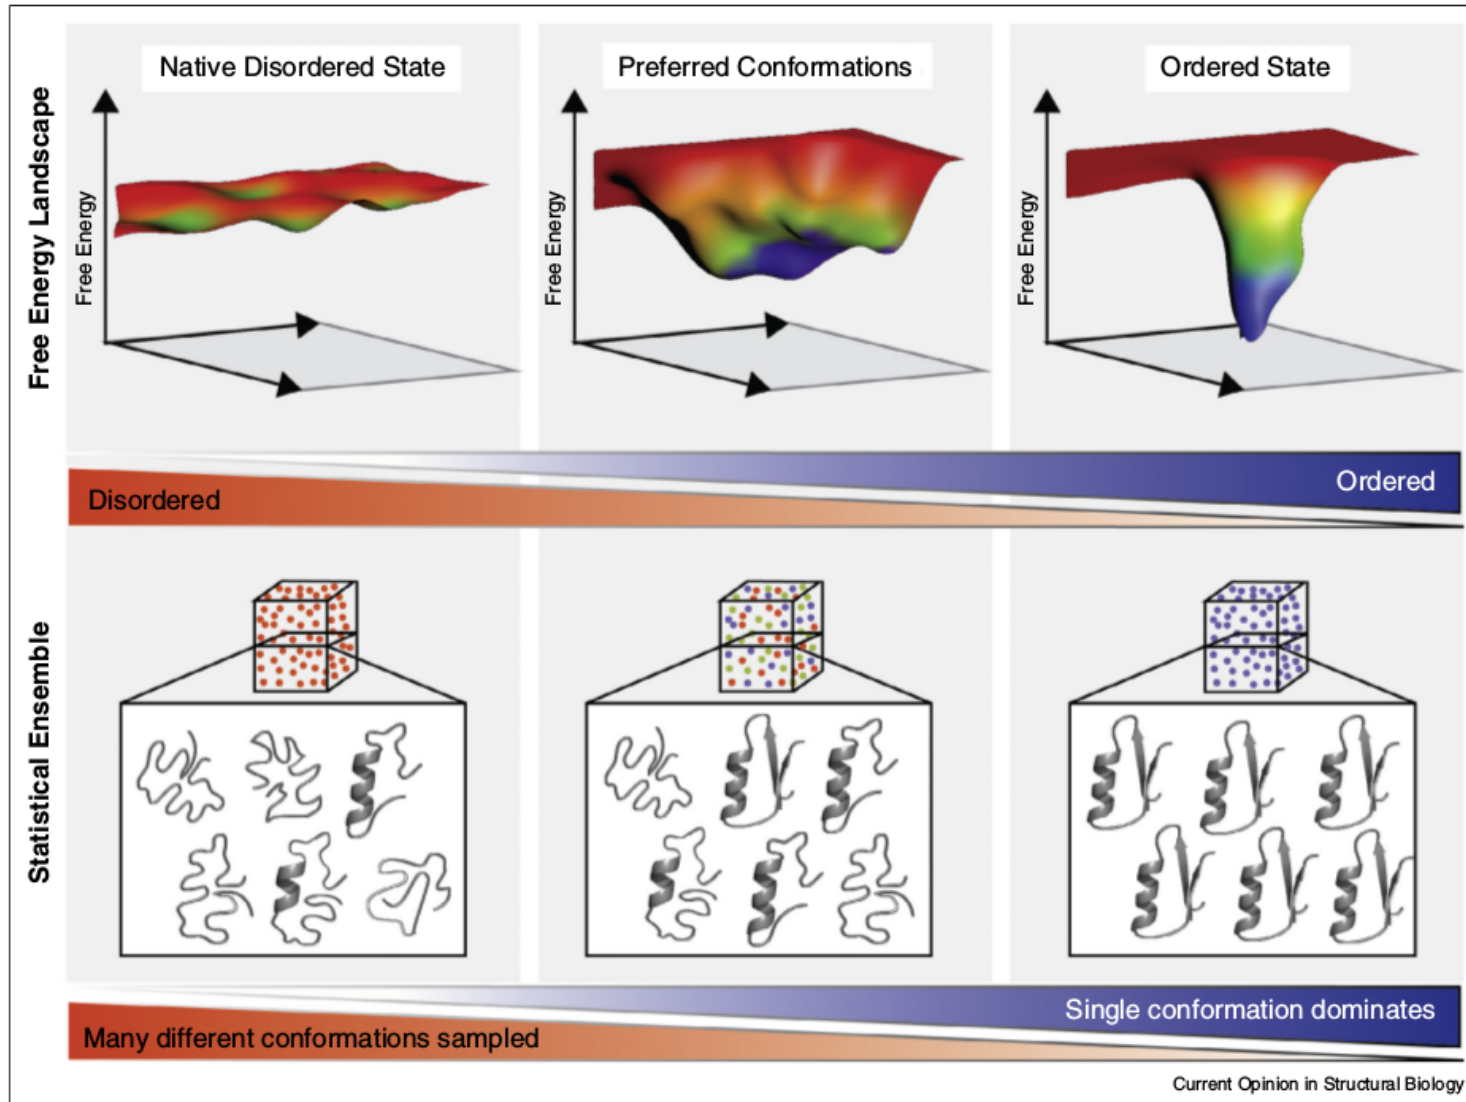 Native Disordered State
Preferred Conformations
Ordered State
Free Energy Landscape
Free Energy
Free Energy
Free Energy
Ordered
Disordered
Statistical Ensemble
Single conformation dominates
Many different conformations sampled
Current Opinion in Structural Biology